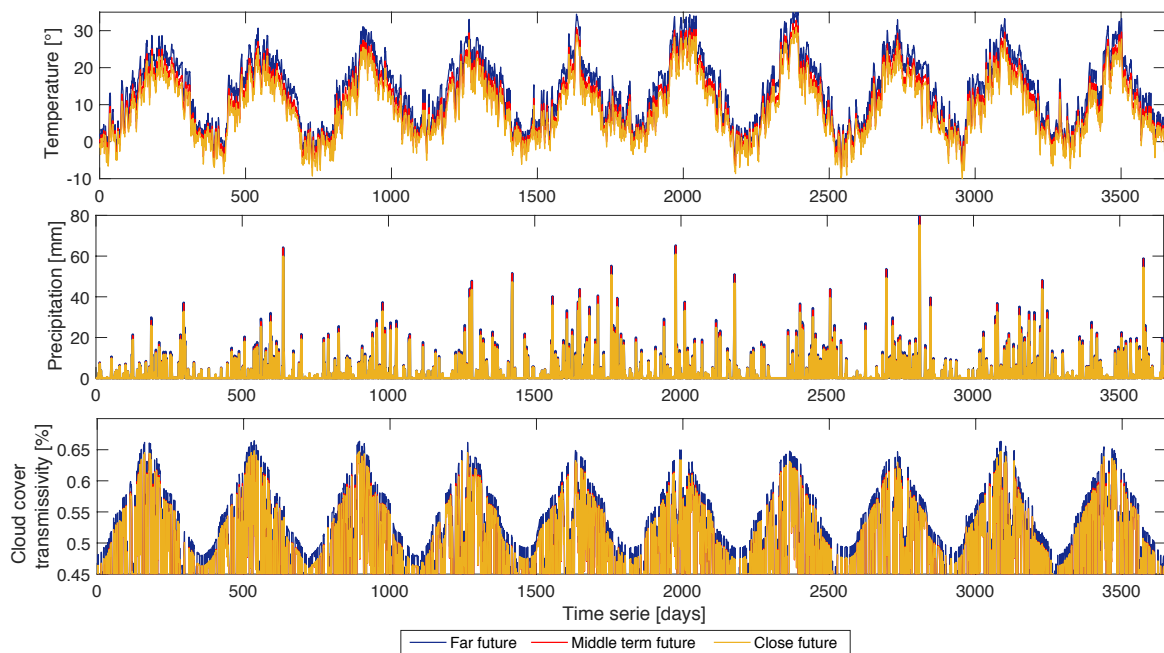 30
20
10
0
-10
Temperature [°]
0 500 1000 1500 2000 2500 3000 3500
80
60
40
20
0
Precipitation [mm]
0 500 1000 1500 2000 2500 3000 3500
0.65
0.6
0.55
0.5
0.45
Cloud cover
transmissivity [%]
0 500 1000 1500 2000 2500 3000 3500
Time serie [days]
Far future Middle term future Close future